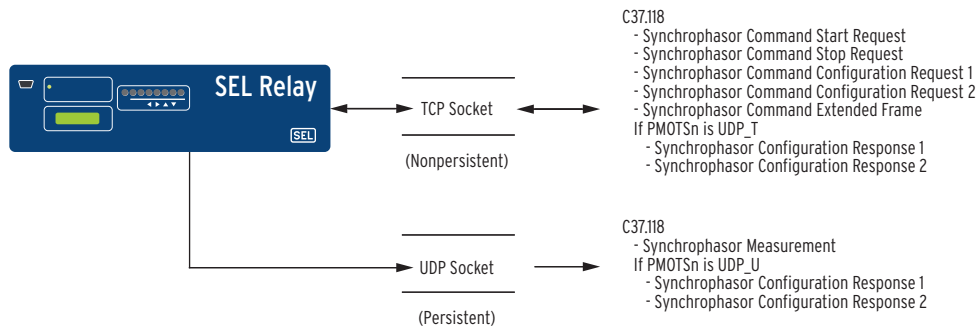 C37.118
- Synchrophasor Command Start Request
- Synchrophasor Command Stop Request
- Synchrophasor Command Configuration Request 1
- Synchrophasor Command Configuration Request 2
- Synchrophasor Command Extended Frame
If PMOTSn is UDP_T
- Synchrophasor Configuration Response 1
- Synchrophasor Configuration Response 2
SEL Relay
SEL
TCP Socket
(Nonpersistent)
C37.118
- Synchrophasor Measurement
If PMOTSn is UDP_U
- Synchrophasor Configuration Response 1
- Synchrophasor Configuration Response 2
UDP Socket
(Persistent)